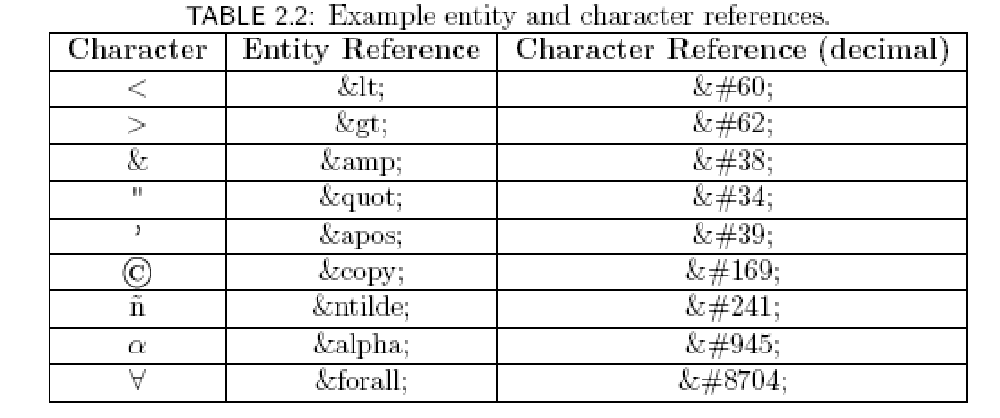 TABLE 2.2: Example entity and character references.
Character Entity Reference Character Reference (decimal)
< &lt; &#60;
> &gt; &#62;
& &amp; &#38;
" &quot; &#34;
’ &apos; &#39;
© &copy; &#169;
ñ &ntilde; &#241;
α &alpha; &#945;
∀ &forall; &#8704;